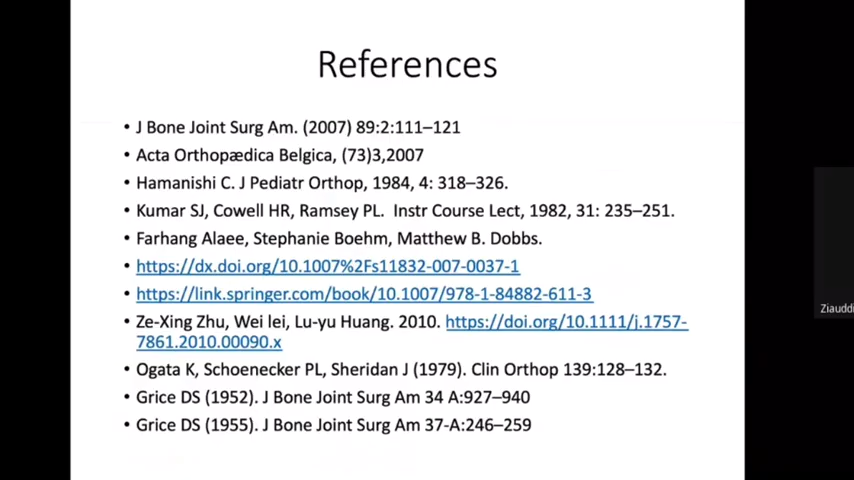 References
• J Bone Joint Surg Am. (2007) 89:2:111–121
• Acta Orthopædica Belgica, (73)3,2007
• Hamanishi C. J Pediatr Orthop, 1984, 4: 318–326.
• Kumar SJ, Cowell HR, Ramsey PL. Instr Course Lect, 1982, 31: 235–251.
• Farhang Alaee, Stephanie Boehm, Matthew B. Dobbs.
• https://dx.doi.org/10.1007%2Fs11832-007-0037-1
• https://link.springer.com/book/10.1007/978-1-84882-611-3
• Ze-Xing Zhu, Wei lei, Lu-yu Huang. 2010. https://doi.org/10.1111/j.1757-
7861.2010.00090.x
• Ogata K, Schoenecker PL, Sheridan J (1979). Clin Orthop 139:128–132.
• Grice DS (1952). J Bone Joint Surg Am 34 A:927–940
• Grice DS (1955). J Bone Joint Surg Am 37-A:246–259
Ziauddi